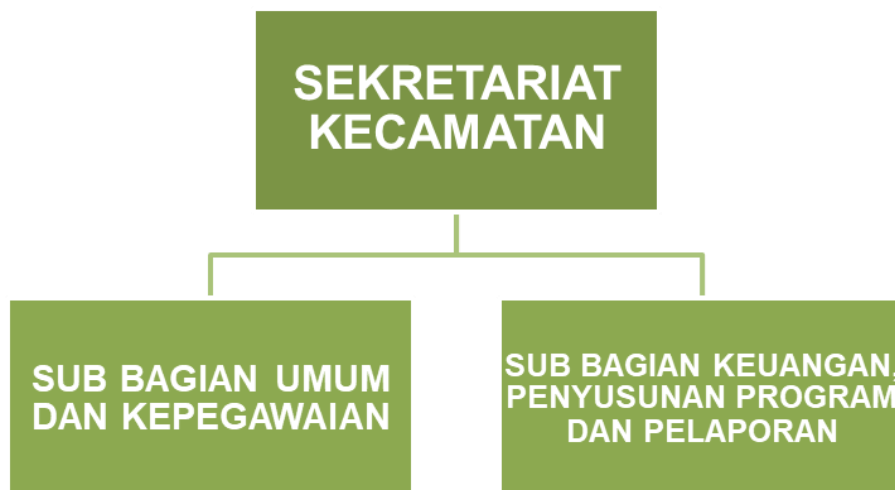 SEKRETARIAT
KECAMATAN
SUB BAGIAN UMUM
DAN KEPEGAWAIAN
SUB BAGIAN KEUANGAN,
PENYUSUNAN PROGRAM
DAN PELAPORAN